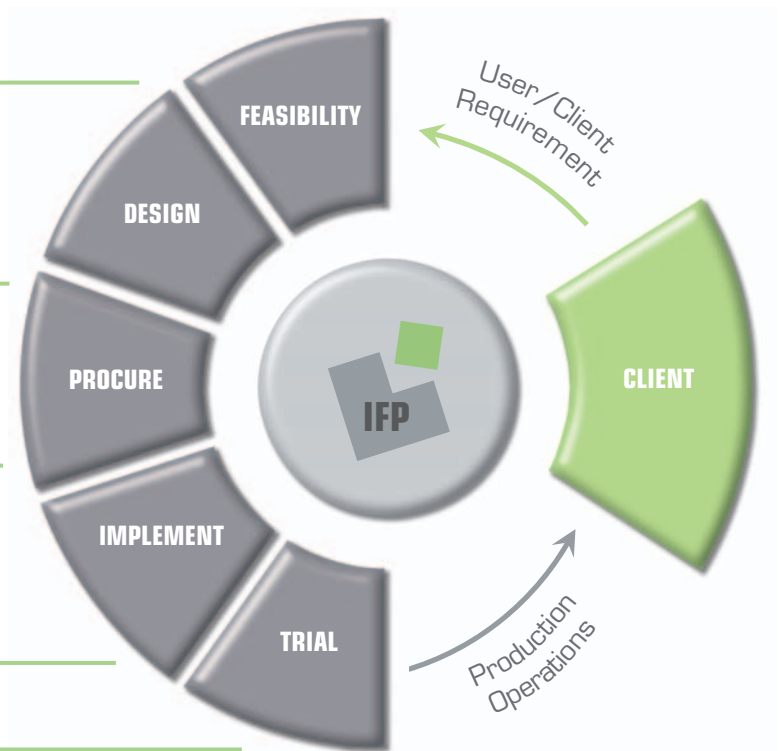 FEASIBILITY
User/Client
Requirement
DESIGN
PROCURE
IFP
CLIENT
IMPLEMENT
TRIAL
Production
Operations